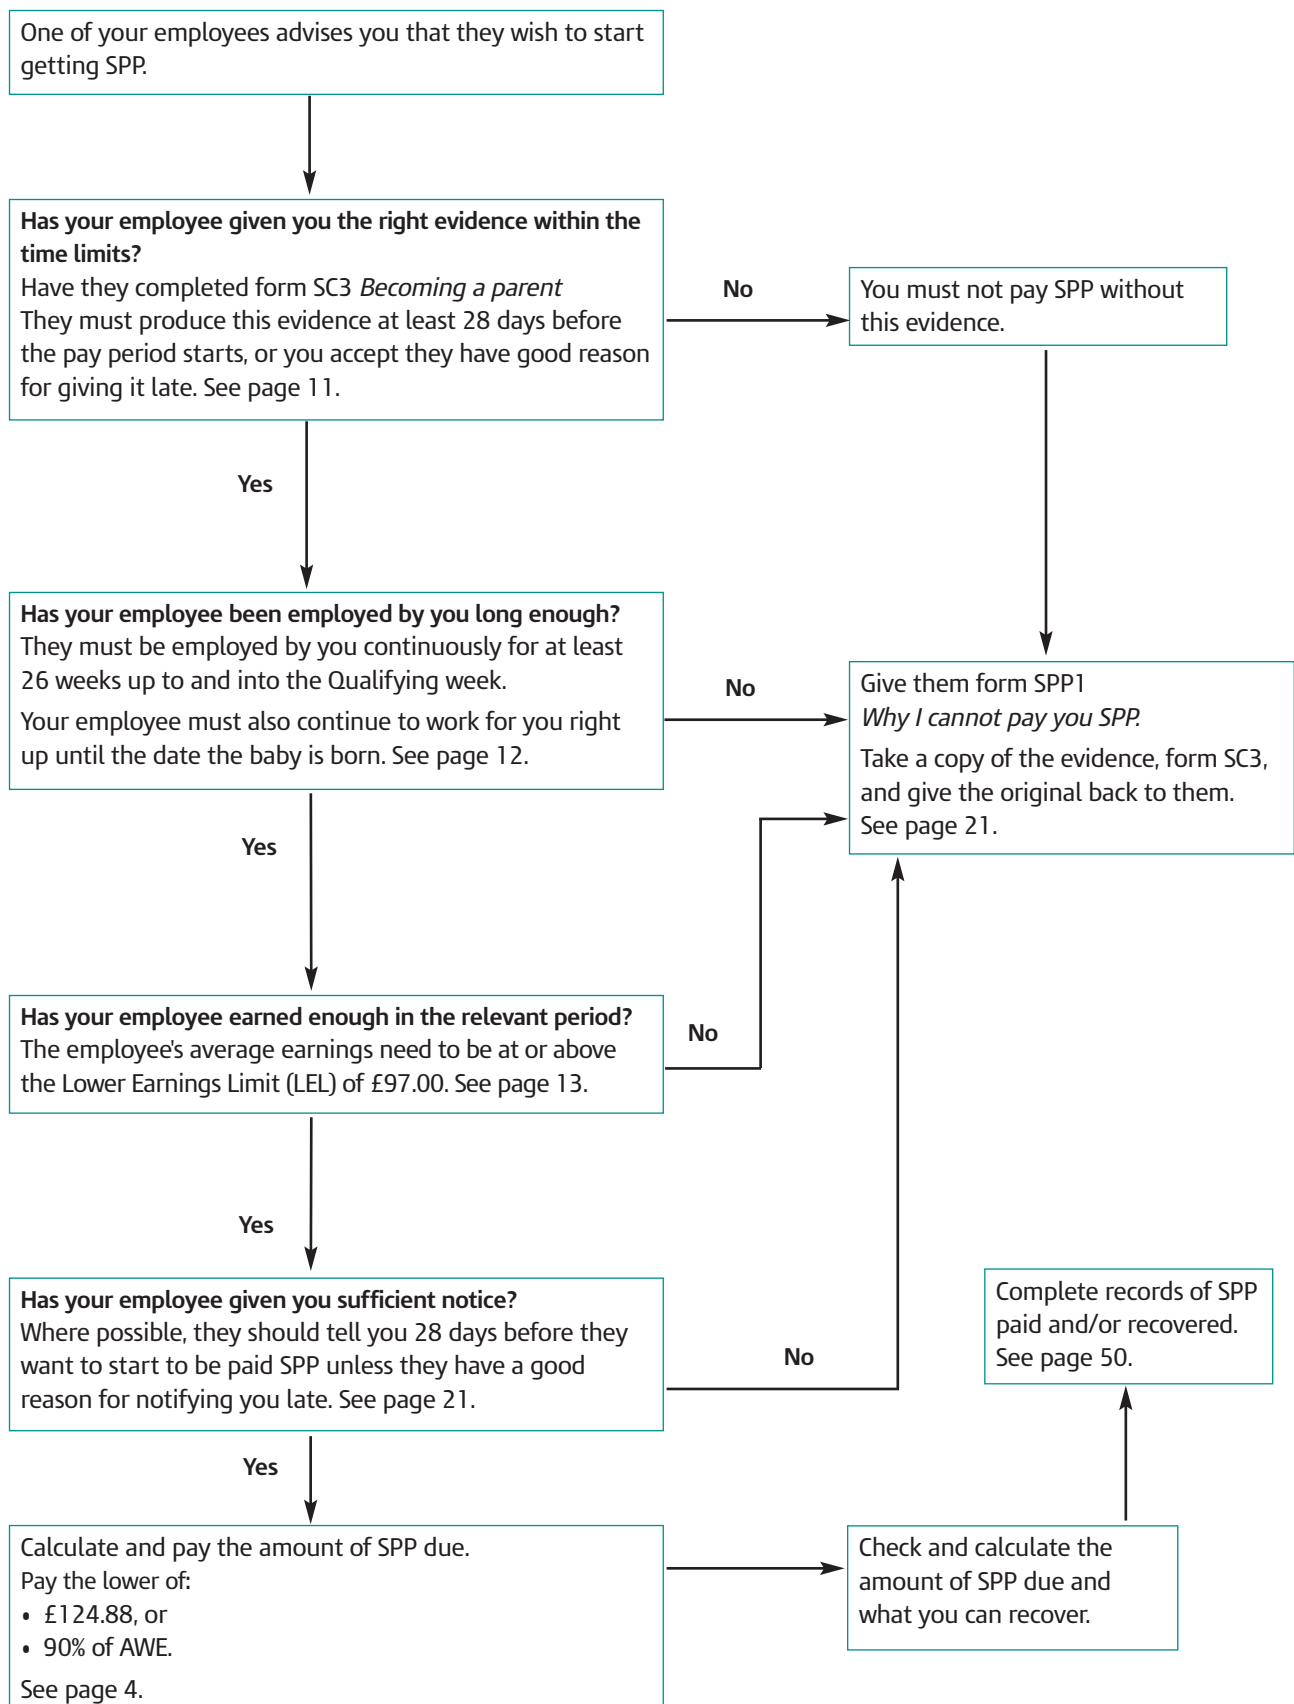 One of your employees advises you that they wish to start
getting SPP.
Has your employee given you the right evidence within the
time limits?
Have they completed form SC3 Becoming a parent
They must produce this evidence at least 28 days before
the pay period starts, or you accept they have good reason
for giving it late. See page 11.
No
You must not pay SPP without
this evidence.
Yes
Has your employee been employed by you long enough?
They must be employed by you continuously for at least
26 weeks up to and into the Qualifying week.
Your employee must also continue to work for you right
up until the date the baby is born. See page 12.
No
Give them form SPP1
Why I cannot pay you SPP.
Take a copy of the evidence, form SC3,
and give the original back to them.
See page 21.
Yes
Has your employee earned enough in the relevant period?
The employee's average earnings need to be at or above
the Lower Earnings Limit (LEL) of £97.00. See page 13.
No
Yes
Has your employee given you sufficient notice?
Where possible, they should tell you 28 days before they
want to start to be paid SPP unless they have a good
reason for notifying you late. See page 21.
No
Complete records of SPP
paid and/or recovered.
See page 50.
Yes
Calculate and pay the amount of SPP due.
Pay the lower of:
• £124.88, or
• 90% of AWE.
See page 4.
Check and calculate the
amount of SPP due and
what you can recover.